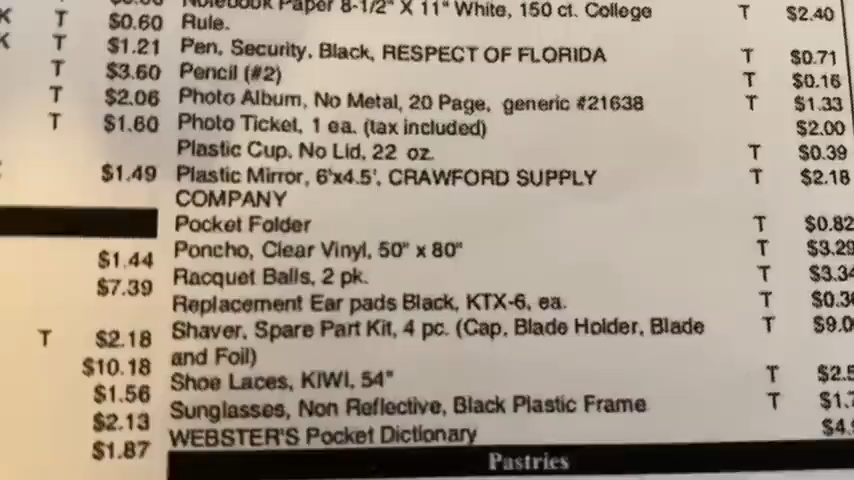 Notebook Paper 8-1/2" X 11" White, 150 ct. College T $2.40
K T $0.60 Rule.
K T $1.21 Pen, Security, Black, RESPECT OF FLORIDA T $0.71
T $3.60 Pencil (#2) T $0.16
T $2.06 Photo Album, No Metal, 20 Page, generic #21638 T $1.33
T $1.60 Photo Ticket, 1 ea. (tax included) $2.00
Plastic Cup, No Lid, 22 oz. T $0.39
$1.49 Plastic Mirror, 6'x4.5', CRAWFORD SUPPLY T $2.18
COMPANY
Pocket Folder T $0.82
$1.44 Poncho, Clear Vinyl, 50" x 80" T $3.29
$7.39 Racquet Balls, 2 pk. T
Replacement Ear pads Black, KTX-6, ea. T
T $2.18 Shaver, Spare Part Kit, 4 pc. (Cap, Blade Holder, Blade T
$10.18 and Foil)
$1.56 Shoe Laces, KIWI, 54" T
$2.13 Sunglasses, Non Reflective, Black Plastic Frame T
$1.87 WEBSTER'S Pocket Dictionary
Pastries